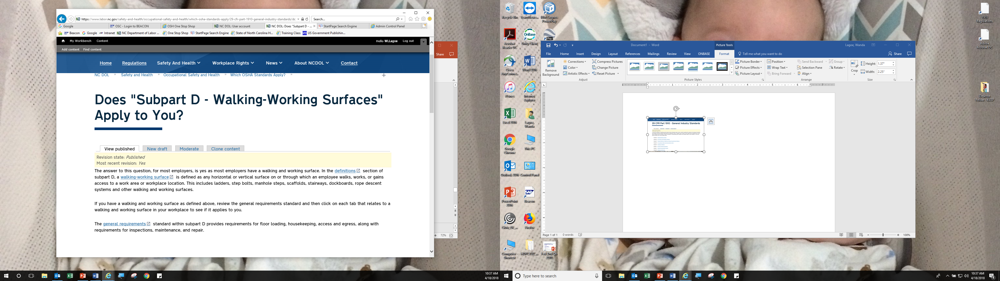 https://www.labor.nc.gov/safety-and-health/occupational-safety-and-health/which-osha-standards-apply/29-cfr-part-1910-general-industry-standards/dc
Search...
Google
OSC - Login to BEACON
OSH One Stop Shop
NC DOL: User account
NC DOL: Does "Subpart D - ...
StartPage Search Engine
Admin Control Panel
Beacon
Google
Intranet
NC Department of Labor ...
One Stop Shop
StartPage Search Engine
State of North Carolina H...
Training Class
US Government Publishin...
My Workbench Content
Hello WLLagoe Log out
Add content Find content
Home Regulations Safety And Health Workplace Rights News About NCDOL Contact
NC DOL » Safety and Health » Occupational Safety and Health » Which OSHA Standards Apply? »
Does "Subpart D - Walking-Working Surfaces"
Apply to You?
View published New draft Moderate Clone content
Revision state: Published
Most recent revision: Yes
The answer to this question, for most employers, is yes as most employers have a walking and working surface. In the definitions section of
subpart D, a walking-working surface is defined as any horizontal or vertical surface on or through which an employee walks, works, or gains
access to a work area or workplace location. This includes ladders, step bolts, manhole steps, scaffolds, stairways, dockboards, rope descent
systems and other walking and working surfaces.
If you have a walking and working surface as defined above, review the general requirements standard and then click on each tab that relates to a
walking and working surface in your workplace to see if it applies to you.
The general requirements standard within subpart D provides requirements for floor loading, housekeeping, access and egress, along with
requirements for inspections, maintenance, and repair.
Share
72%
10:37 AM
4/18/2018
Recycle Bin
TeamViewe...
IBM Cognos
PowerPlay
Acrobat
Reader DC
OnBase
Unity Client
Pro
Cisco
AnyConne...
Word 2016
iTunes
Internet
Explorer
Excel 2016
Lagoe,
Wanda
Google
Chrome
This PC
Outlook 2016
Control Panel
PowerPoint
2016
SAP
Beacon
Citrix_OE_...
Firefox
Computer -
Shortcut
HDPCTU2_...
Fed 2nd Qtr
2018
Document1 - Word
Picture Tools
Lagoe, Wanda
File Home Insert Design Layout References Mailings Review View ONBASE Format Tell me what you want to do
Share
Remove
Background
Corrections
Color
Artistic Effects
Compress Pictures
Change Picture
Reset Picture
Adjust
Picture Styles
Picture Border
Picture Effects
Picture Layout
Position
Wrap Text
Bring Forward
Send Backward
Selection Pane
Align
Group
Rotate
Arrange
Crop
Height: 1.37"
Width: 2.25"
Size
29 CFR Part 1910 - General Industry Standards
Page 1 of 1 0 words
100%
1910
Regulations
Adobe
Acrobat DC
Desktop
Folder - KEEP
Type here to search
10:37 AM
4/18/2018